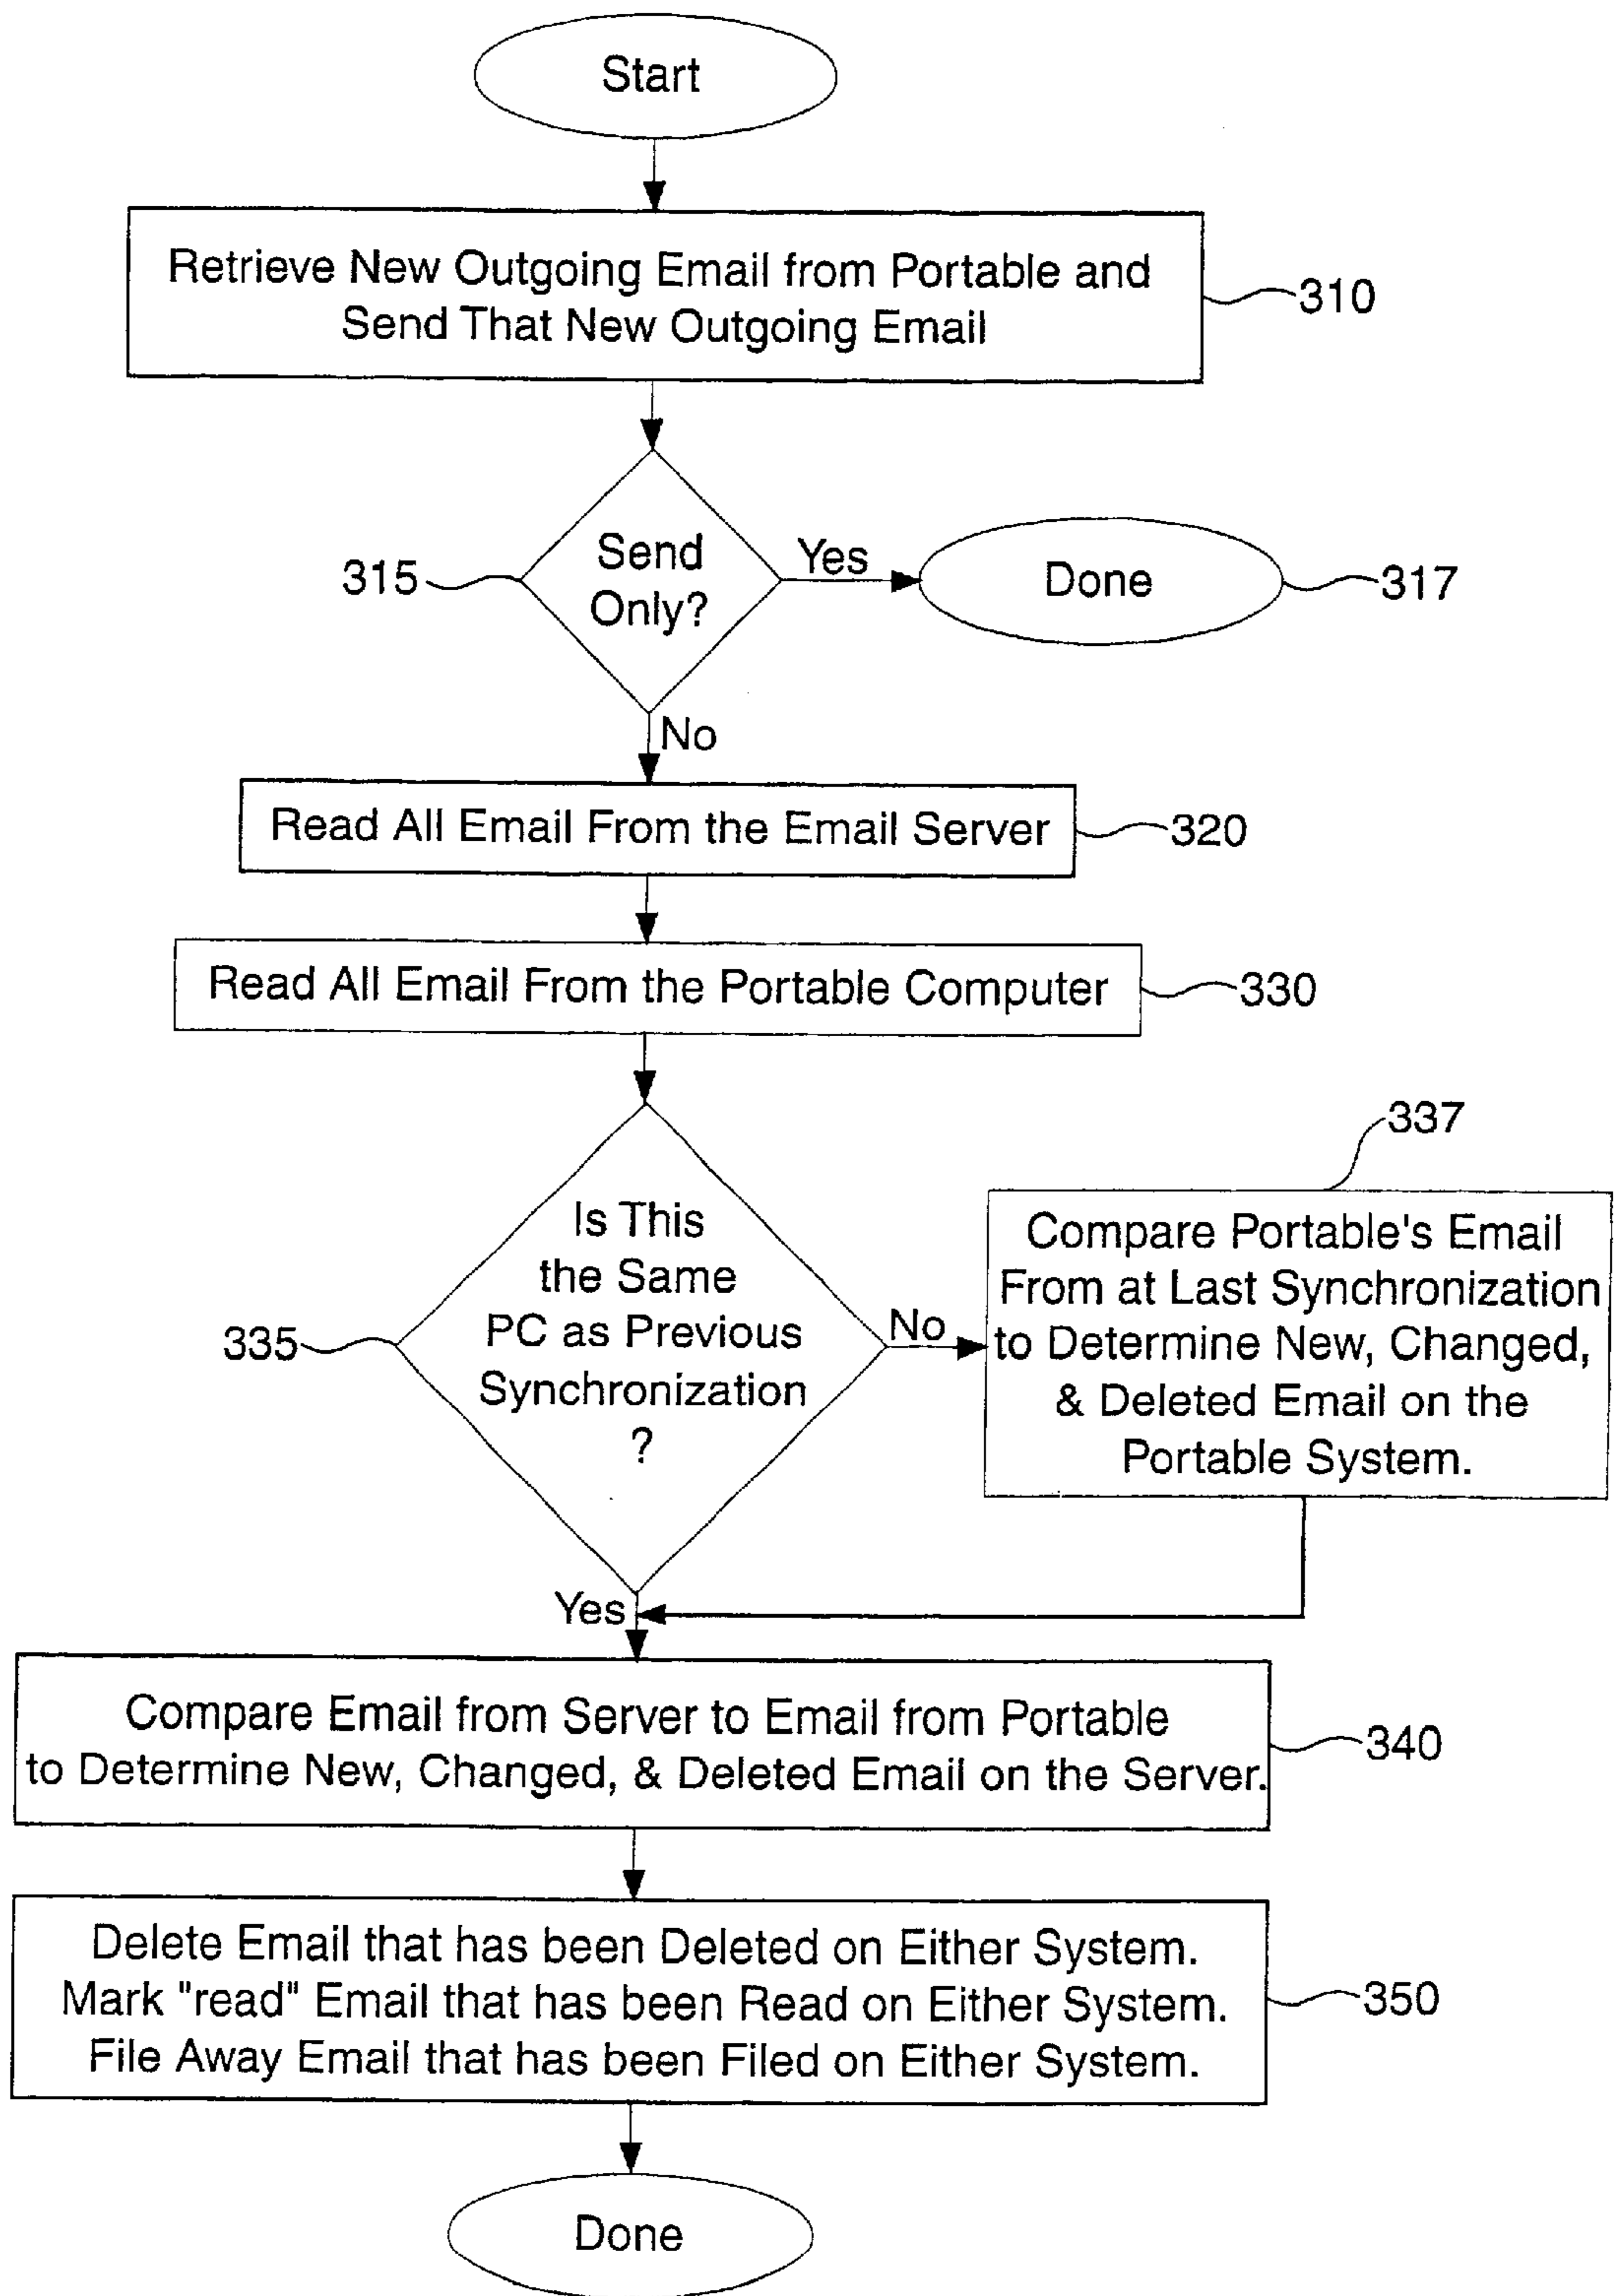 Start
Retrieve New Outgoing Email from Portable and
Send That New Outgoing Email
310
Send
Only?
315
Yes
Done
317
No
Read All Email From the Email Server
320
Read All Email From the Portable Computer
330
Is This
the Same
PC as Previous
Synchronization
?
335
No
337
Compare Portable's Email
From at Last Synchronization
to Determine New, Changed,
& Deleted Email on the
Portable System.
Yes
Compare Email from Server to Email from Portable
to Determine New, Changed, & Deleted Email on the Server.
340
Delete Email that has been Deleted on Either System.
Mark "read" Email that has been Read on Either System.
File Away Email that has been Filed on Either System.
350
Done